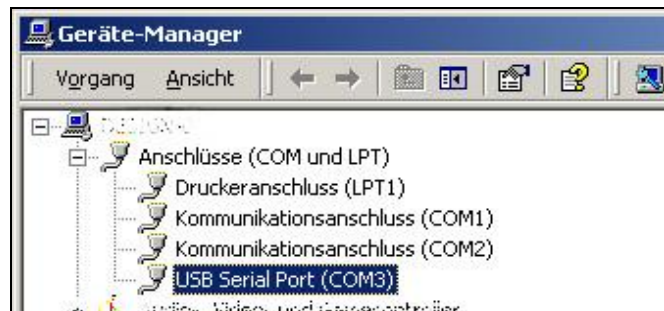 Geräte-Manager
Vorgang Ansicht
Anschlüsse (COM und LPT)
Druckeranschluss (LPT1)
Kommunikationsanschluss (COM1)
Kommunikationsanschluss (COM2)
USB Serial Port (COM3)